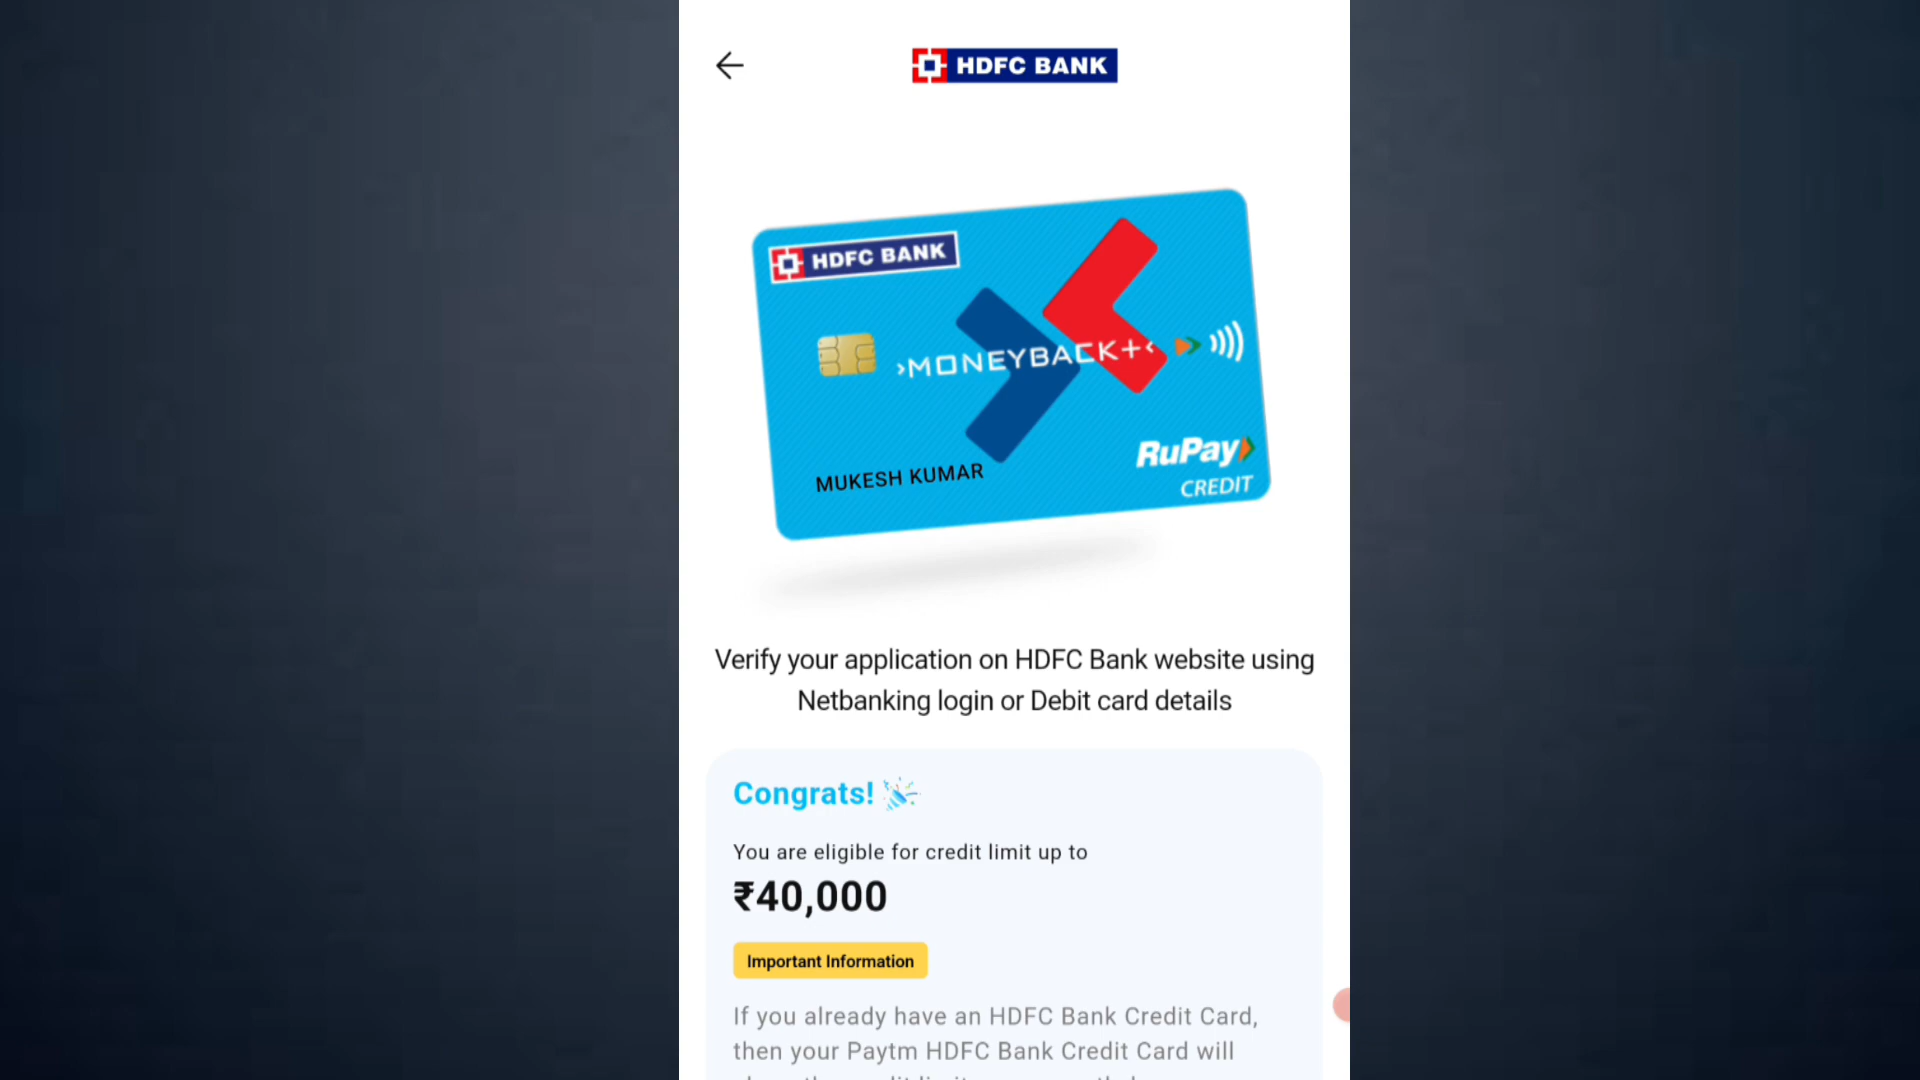 HDFC BANK
HDFC BANK
›MONEYBACK+‹
MUKESH KUMAR
RuPay
CREDIT
Verify your application on HDFC Bank website using
Netbanking login or Debit card details
Congrats!
You are eligible for credit limit up to
₹40,000
Important Information
If you already have an HDFC Bank Credit Card,
then your Paytm HDFC Bank Credit Card will